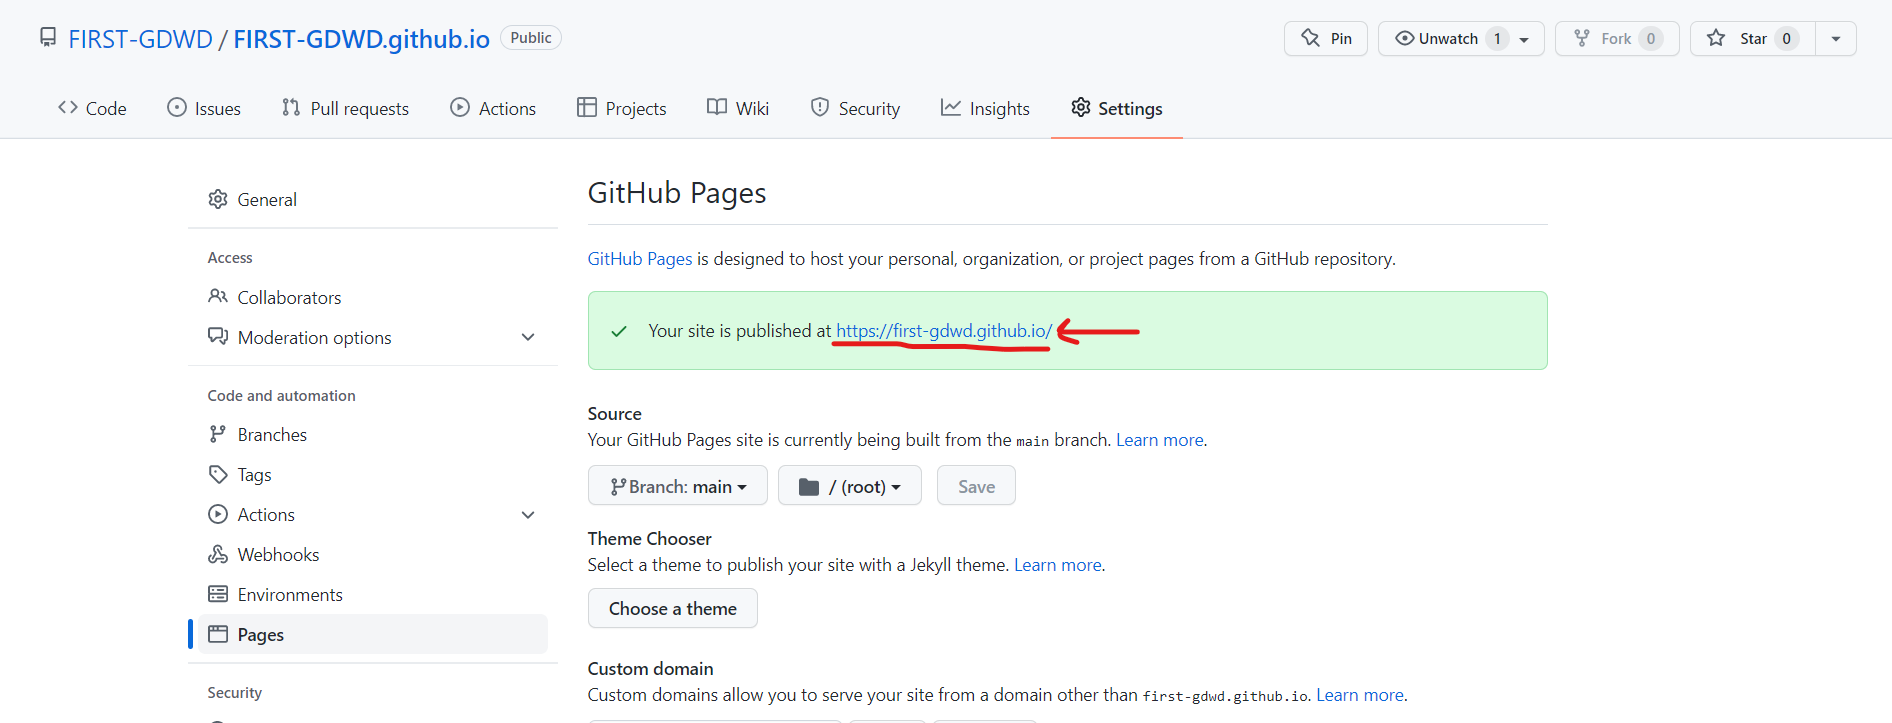 FIRST-GDWD / FIRST-GDWD.github.io Public
Pin Unwatch 1 Fork 0 Star 0
Code Issues Pull requests Actions Projects Wiki Security Insights Settings
General
Access
Collaborators
Moderation options
Code and automation
Branches
Tags
Actions
Webhooks
Environments
Pages
Security
GitHub Pages
GitHub Pages is designed to host your personal, organization, or project pages from a GitHub repository.
Your site is published at https://first-gdwd.github.io/
Source
Your GitHub Pages site is currently being built from the main branch. Learn more.
Branch: main / (root) Save
Theme Chooser
Select a theme to publish your site with a Jekyll theme. Learn more.
Choose a theme
Custom domain
Custom domains allow you to serve your site from a domain other than first-gdwd.github.io. Learn more.